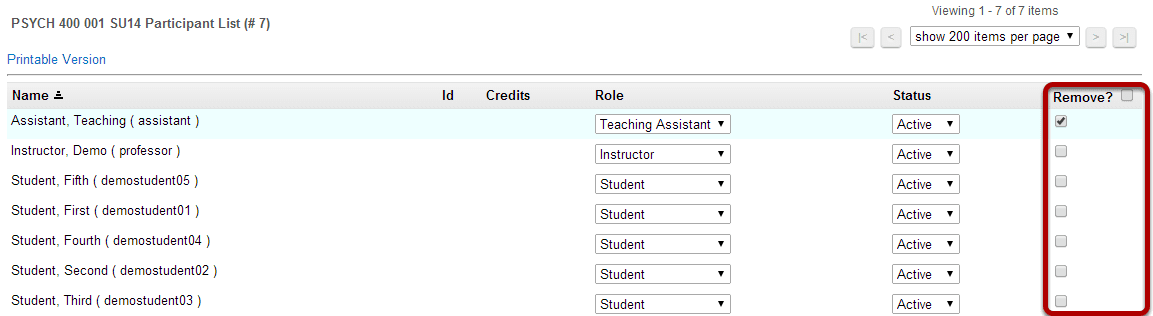 Viewing 1 - 7 of 7 items
PSYCH 400 001 SU14 Participant List (# 7)
|< < show 200 items per page > >|
Printable Version
Name Id Credits Role Status Remove?
Assistant, Teaching ( assistant ) Teaching Assistant Active
Instructor, Demo ( professor ) Instructor Active
Student, Fifth ( demostudent05 ) Student Active
Student, First ( demostudent01 ) Student Active
Student, Fourth ( demostudent04 ) Student Active
Student, Second ( demostudent02 ) Student Active
Student, Third ( demostudent03 ) Student Active